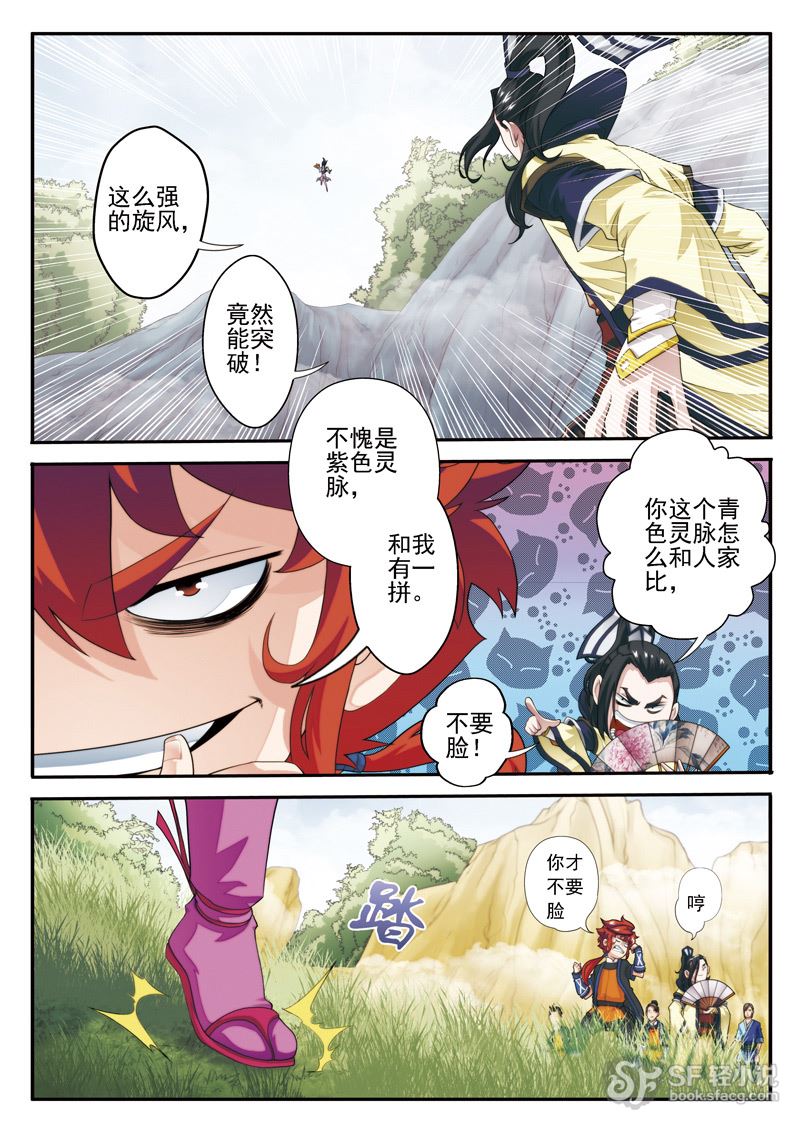 这么强
的旋风，
竟然突
能破！
不愧是
紫色灵
脉，
和我
有一
拼。
你这个青
色灵脉怎
么和人家
比，
不要
脸！
踏
你才
不要
脸
哼
SF轻小说
book.sfacg.com